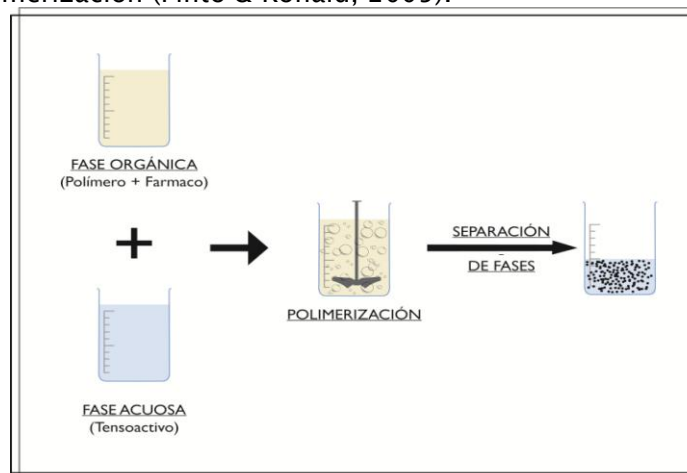 FASE ORGÁNICA
(Polímero + Farmaco)
+
POLIMERIZACIÓN
SEPARACIÓN
DE FASES
FASE ACUOSA
(Tensoactivo)